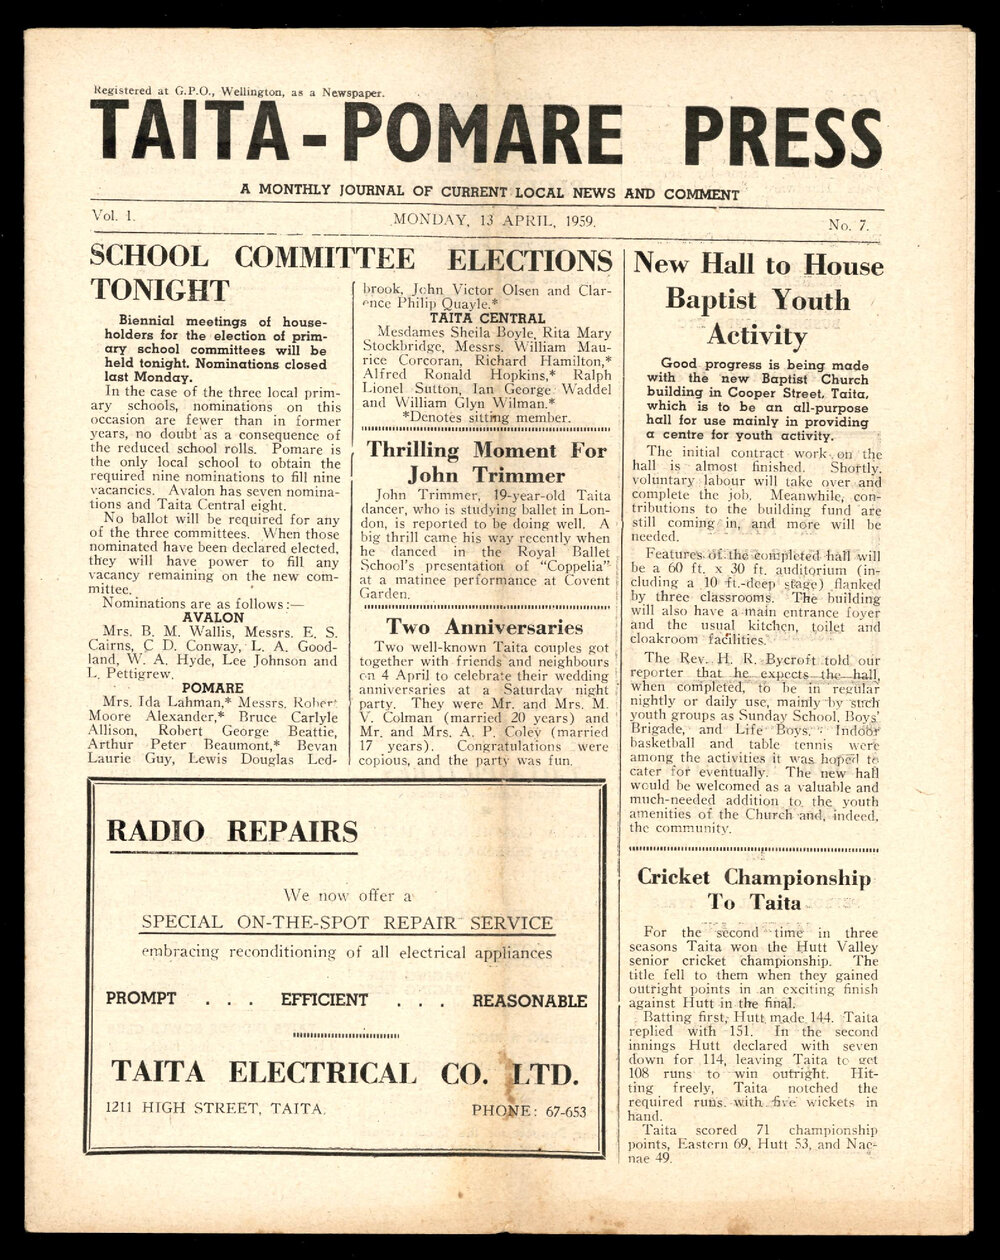 Registered at G.P.O., Wellington, as a Newspaper.
TAITA-POMARE PRESS
A MONTHLY JOURNAL OF CURRENT LOCAL NEWS AND COMMENT
Vol. 1. MONDAY, 13 APRIL, 1959. No. 7.
SCHOOL COMMITTEE ELECTIONS
TONIGHT
Biennial meetings of house-
holders for the election of prim-
ary school committees will be
held tonight. Nominations closed
last Monday.
In the case of the three local prim-
ary schools, nominations on this
occasion are fewer than in former
years, no doubt as a consequence of
the reduced school rolls. Pomare is
the only local school to obtain the
required nine nominations to fill nine
vacancies. Avalon has seven nomina-
tions and Taita Central eight.
No ballot will be required for any
of the three committees. When those
nominated have been declared elected,
they will have power to fill any
vacancy remaining on the new com-
mittee.
Nominations are as follows:—
AVALON
Mrs. B. M. Wallis, Messrs. E. S.
Cairns, C D. Conway, L. A. Good-
land, W. A. Hyde, Lee Johnson and
L. Pettigrew.
POMARE
Mrs. Ida Lahman,* Messrs. Robert
Moore Alexander,* Bruce Carlyle
Allison, Robert George Beattie,
Arthur Peter Beaumont,* Bevan
Laurie Guy, Lewis Douglas Led-
brook, John Victor Olsen and Clar-
ence Philip Quayle.*
TAITA CENTRAL
Mesdames Sheila Boyle, Rita Mary
Stockbridge, Messrs. William Mau-
rice Corcoran, Richard Hamilton,*
Alfred Ronald Hopkins,* Ralph
Lionel Sutton, Ian George Waddel
and William Glyn Wilman.*
*Denotes sitting member.
Thrilling Moment For
John Trimmer
John Trimmer, 19-year-old Taita
dancer, who is studying ballet in Lon-
don, is reported to be doing well. A
big thrill came his way recently when
he danced in the Royal Ballet
School's presentation of "Coppelia"
at a matinee performance at Covent
Garden.
Two Anniversaries
Two well-known Taita couples got
together with friends and neighbours
on 4 April to celebrate their wedding
anniversaries at a Saturday night
party. They were Mr. and Mrs. M.
V. Colman (married 20 years) and
Mr. and Mrs. A. P. Coley (married
17 years). Congratulations were
copious, and the party was fun.
RADIO REPAIRS
We now offer a
SPECIAL ON-THE-SPOT REPAIR SERVICE
embracing reconditioning of all electrical appliances
PROMPT . . . EFFICIENT . . . REASONABLE
TAITA ELECTRICAL CO. LTD.
1211 HIGH STREET, TAITA. PHONE: 67-653
New Hall to House
Baptist Youth
Activity
Good progress is being made
with the new Baptist Church
building in Cooper Street, Taita,
which is to be an all-purpose
hall for use mainly in providing
a centre for youth activity.
The initial contract work on the
hall is almost finished. Shortly,
voluntary labour will take over and
complete the job. Meanwhile, con-
tributions to the building fund are
still coming in, and more will be
needed.
Features of the completed hall will
be a 60 ft. x 30 ft. auditorium (in-
cluding a 10 ft.-deep stage) flanked
by three classrooms. The building
will also have a main entrance foyer
and the usual kitchen, toilet and
cloakroom facilities.
The Rev. H. R. Bycroft told our
reporter that he expects the hall,
when completed, to be in regular
nightly or daily use, mainly by such
youth groups as Sunday School, Boys'
Brigade, and Life Boys. Indoor
basketball and table tennis were
among the activities it was hoped to
cater for eventually. The new hall
would be welcomed as a valuable and
much-needed addition to the youth
amenities of the Church and, indeed,
the community.
Cricket Championship
To Taita
For the second time in three
seasons Taita won the Hutt Valley
senior cricket championship. The
title fell to them when they gained
outright points in an exciting finish
against Hutt in the final.
Batting first, Hutt made 144. Taita
replied with 151. In the second
innings Hutt declared with seven
down for 114, leaving Taita to get
108 runs to win outright. Hit-
ting freely, Taita notched the
required runs with five wickets in
hand.
Taita scored 71 championship
points, Eastern 69, Hutt 53, and Nae-
nae 49.